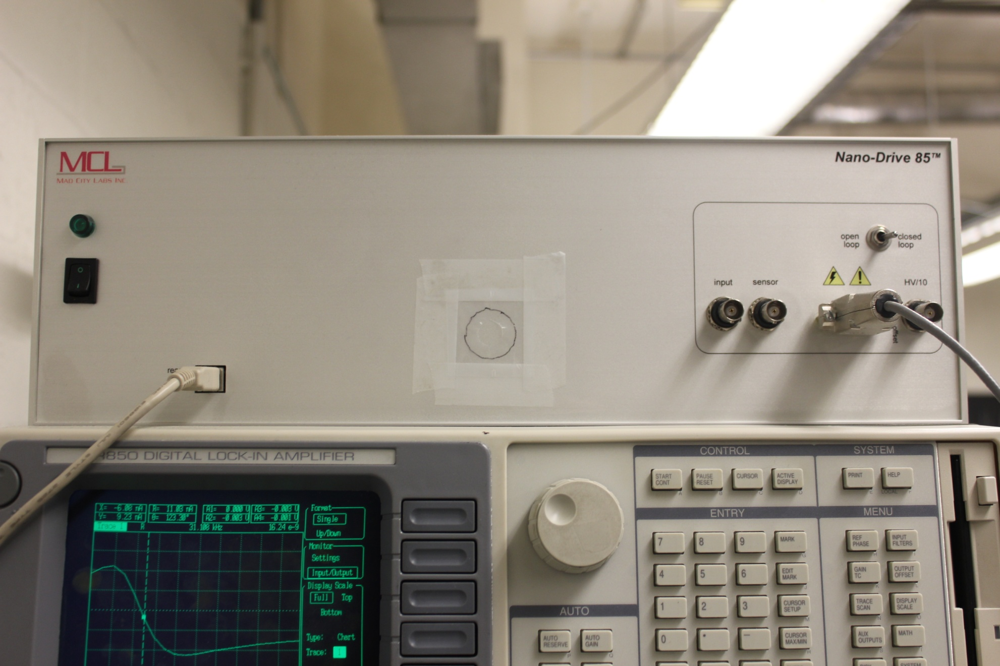 MCL
MAD CITY LABS INC
Nano-Drive 85™
open
loop
closed
loop
input
sensor
HV/10
offset
850 DIGITAL LOCK-IN AMPLIFIER
X= -6.08 nA
R= 11.03 nA
A1= 0.000 V
A3= -0.003 V
Y= 9.23 nA
θ= 123.30°
A2= -0.003 V
A4= -0.001 V
Trace 1
R
31.108 kHz
16.24 e-9
Format
Single
Up/Down
Monitor
Settings
Input/Output
Display Scale
Full
Top
Bottom
Type: Chart
Trace: 1
CONTROL
START
CONT
A
PAUSE
RESET
B
CURSOR
C
ACTIVE
DISPLAY
D
SYSTEM
PRINT
E
HELP
LOCAL
F
ENTRY
7
8
9
MARK
G
4
5
6
EDIT
MARK
J
1
2
3
CURSOR
SETUP
M
0
•
−
CURSOR
MAX/MIN
MENU
REF
PHASE
H
INPUT
FILTERS
I
GAIN
TC
K
OUTPUT
OFFSET
L
TRACE
SCAN
N
DISPLAY
SCALE
O
AUX
OUTPUTS
S
MATH
T
SYSTEM
AUTO
AUTO
RESERVE
P
AUTO
GAIN
Q